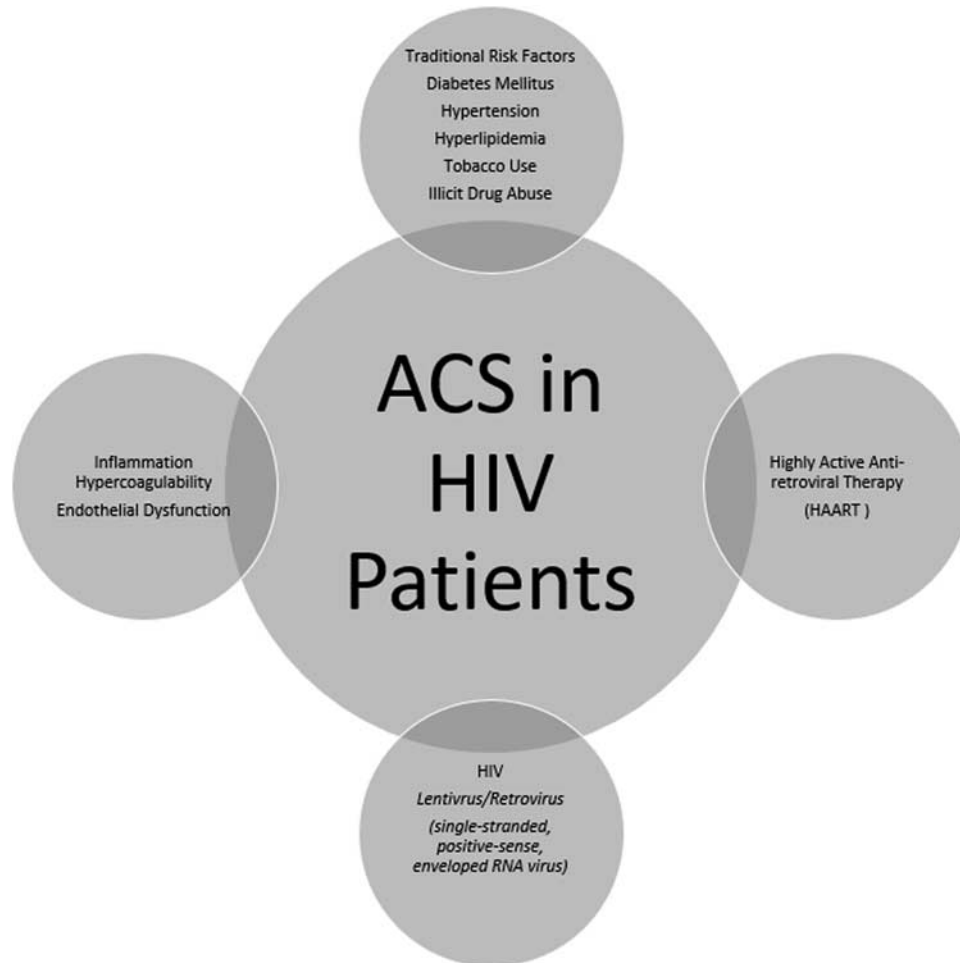 Traditional Risk Factors
Diabetes Mellitus
Hypertension
Hyperlipidemia
Tobacco Use
Illicit Drug Abuse
ACS in
HIV
Patients
Inflammation
Hypercoagulability
Endothelial Dysfunction
Highly Active Anti-
retroviral Therapy
(HAART )
HIV
Lentivrus/Retrovirus
(single-stranded,
positive-sense,
enveloped RNA virus)